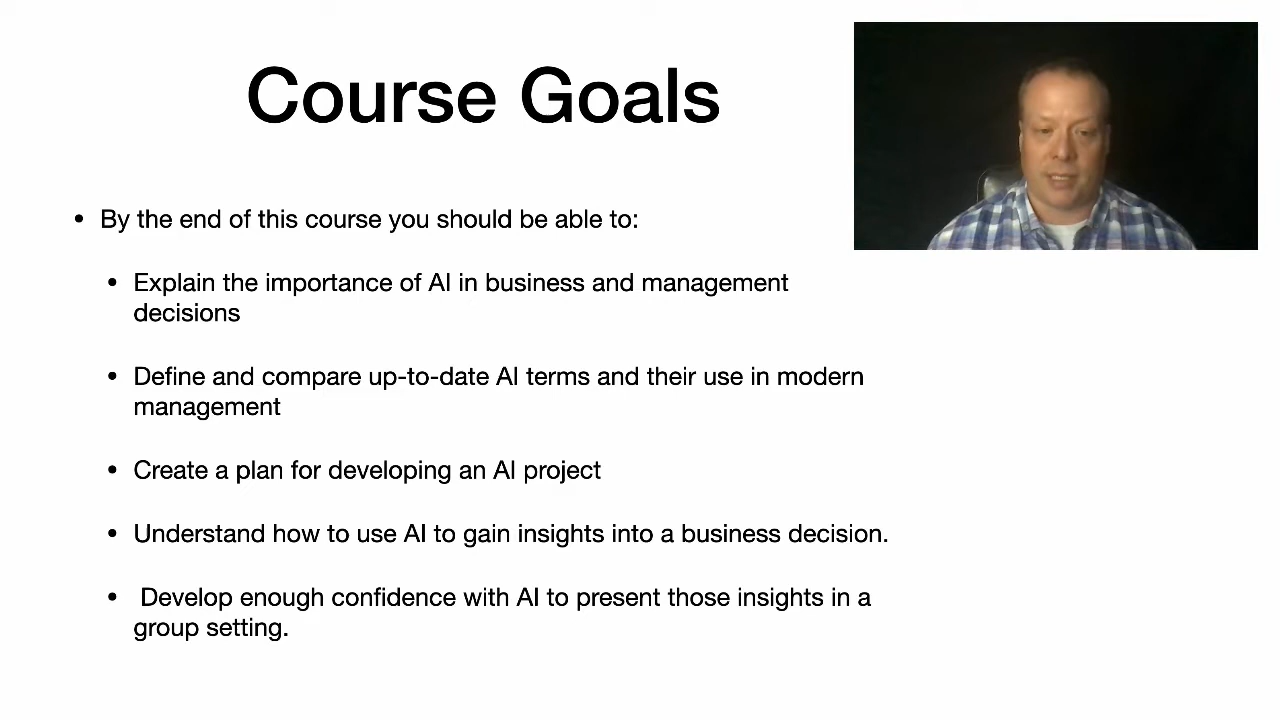 Course Goals
• By the end of this course you should be able to:
• Explain the importance of AI in business and management
decisions
• Define and compare up-to-date AI terms and their use in modern
management
• Create a plan for developing an AI project
• Understand how to use AI to gain insights into a business decision.
• Develop enough confidence with AI to present those insights in a
group setting.